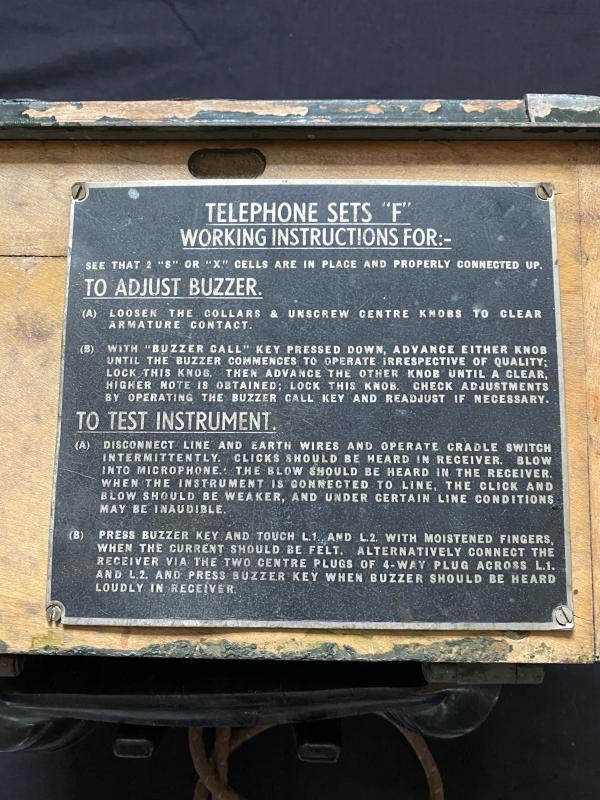 TELEPHONE SETS "F"
WORKING INSTRUCTIONS FOR:-
SEE THAT 2 "S" OR "X" CELLS ARE IN PLACE AND PROPERLY CONNECTED UP.
TO ADJUST BUZZER.
(A) LOOSEN THE COLLARS & UNSCREW CENTRE KNOBS TO CLEAR
ARMATURE CONTACT.
(B) WITH "BUZZER CALL" KEY PRESSED DOWN, ADVANCE EITHER KNOB
UNTIL THE BUZZER COMMENCES TO OPERATE IRRESPECTIVE OF QUALITY;
LOCK THIS KNOB. THEN ADVANCE THE OTHER KNOB UNTIL A CLEAR,
HIGHER NOTE IS OBTAINED; LOCK THIS KNOB. CHECK ADJUSTMENTS
BY OPERATING THE BUZZER CALL KEY AND READJUST IF NECESSARY.
TO TEST INSTRUMENT.
(A) DISCONNECT LINE AND EARTH WIRES AND OPERATE CRADLE SWITCH
INTERMITTENTLY. CLICKS SHOULD BE HEARD IN RECEIVER. BLOW
INTO MICROPHONE. THE BLOW SHOULD BE HEARD IN THE RECEIVER.
WHEN THE INSTRUMENT IS CONNECTED TO LINE, THE CLICK AND
BLOW SHOULD BE WEAKER, AND UNDER CERTAIN LINE CONDITIONS
MAY BE INAUDIBLE.
(B) PRESS BUZZER KEY AND TOUCH L.1. AND L.2. WITH MOISTENED FINGERS,
WHEN THE CURRENT SHOULD BE FELT. ALTERNATIVELY CONNECT THE
RECEIVER VIA THE TWO CENTRE PLUGS OF 4-WAY PLUG ACROSS L.1.
AND L.2. AND PRESS BUZZER KEY WHEN BUZZER SHOULD BE HEARD
LOUDLY IN RECEIVER.